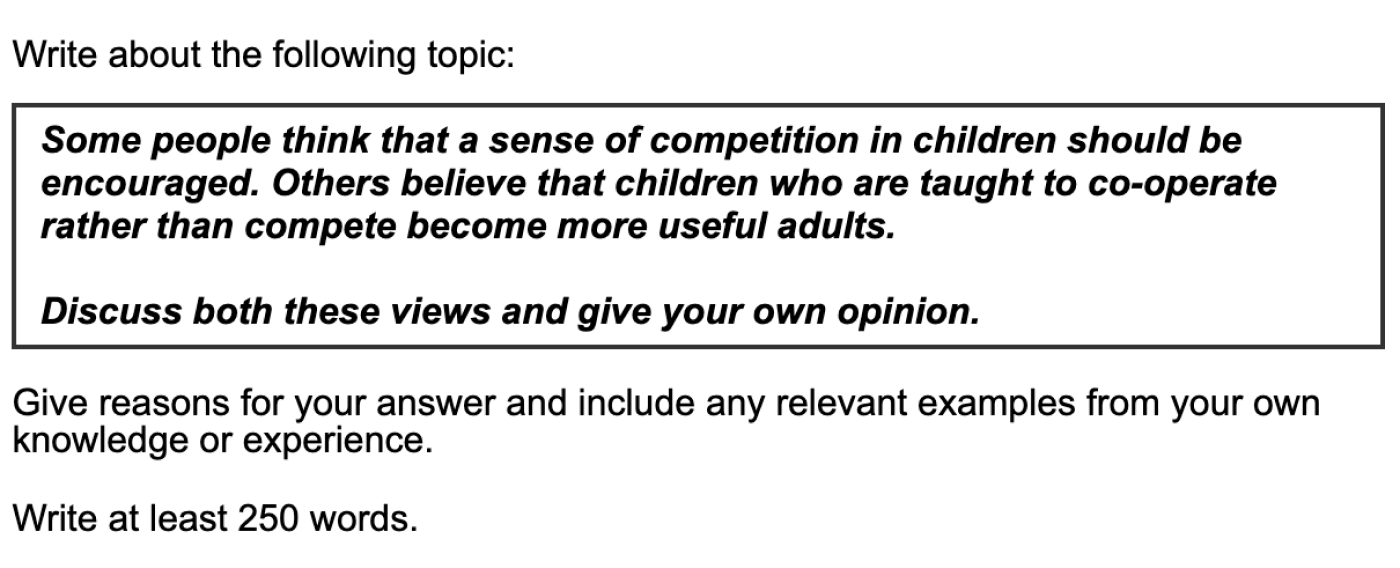 Write about the following topic:
Some people think that a sense of competition in children should be
encouraged. Others believe that children who are taught to co-operate
rather than compete become more useful adults.
Discuss both these views and give your own opinion.
Give reasons for your answer and include any relevant examples from your own
knowledge or experience.
Write at least 250 words.